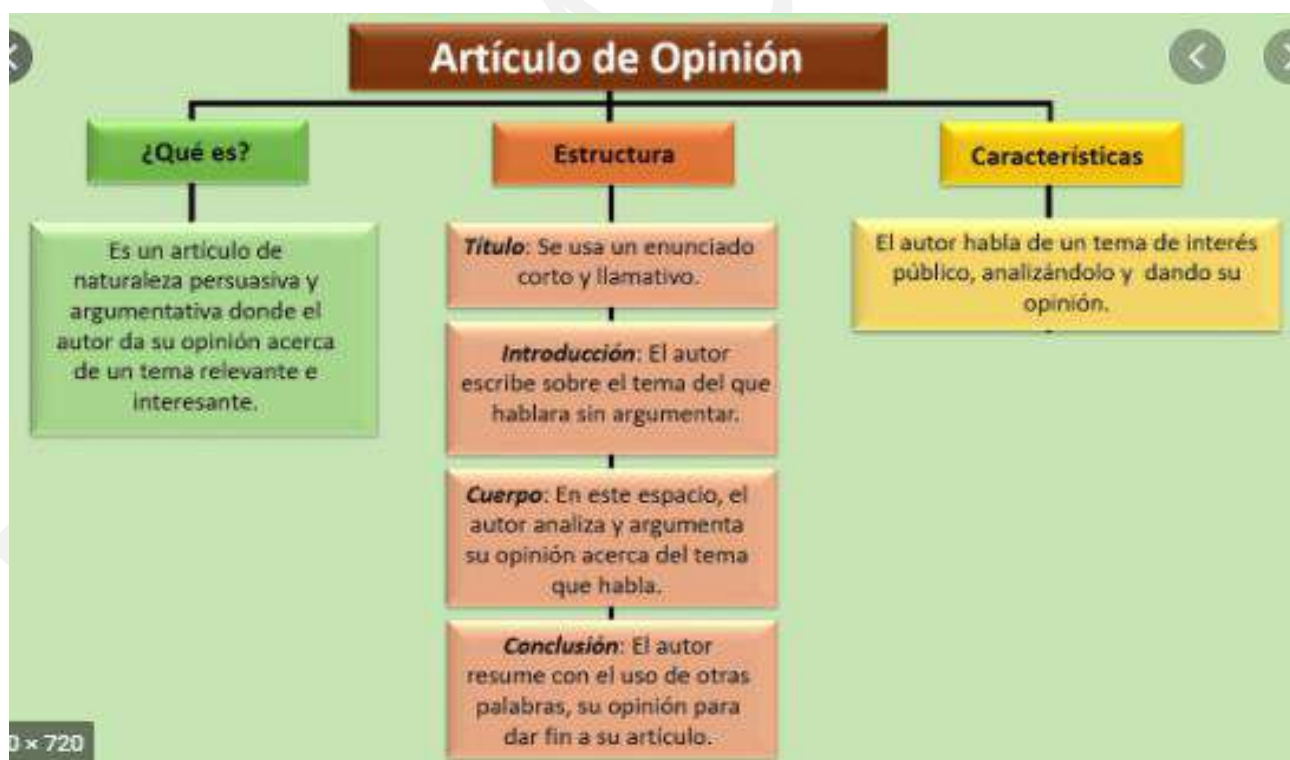 Artículo de Opinión
¿Qué es?
Es un artículo de
naturaleza persuasiva y
argumentativa donde el
autor da su opinión acerca
de un tema relevante e
interesante.
Estructura
Título: Se usa un enunciado
corto y llamativo.
Introducción: El autor
escribe sobre el tema del que
hablara sin argumentar.
Cuerpo: En este espacio, el
autor analiza y argumenta
su opinión acerca del tema
que habla.
Conclusión: El autor
resume con el uso de otras
palabras, su opinión para
dar fin a su artículo.
Características
El autor habla de un tema de interés
público, analizándolo y dando su
opinión.
× 720